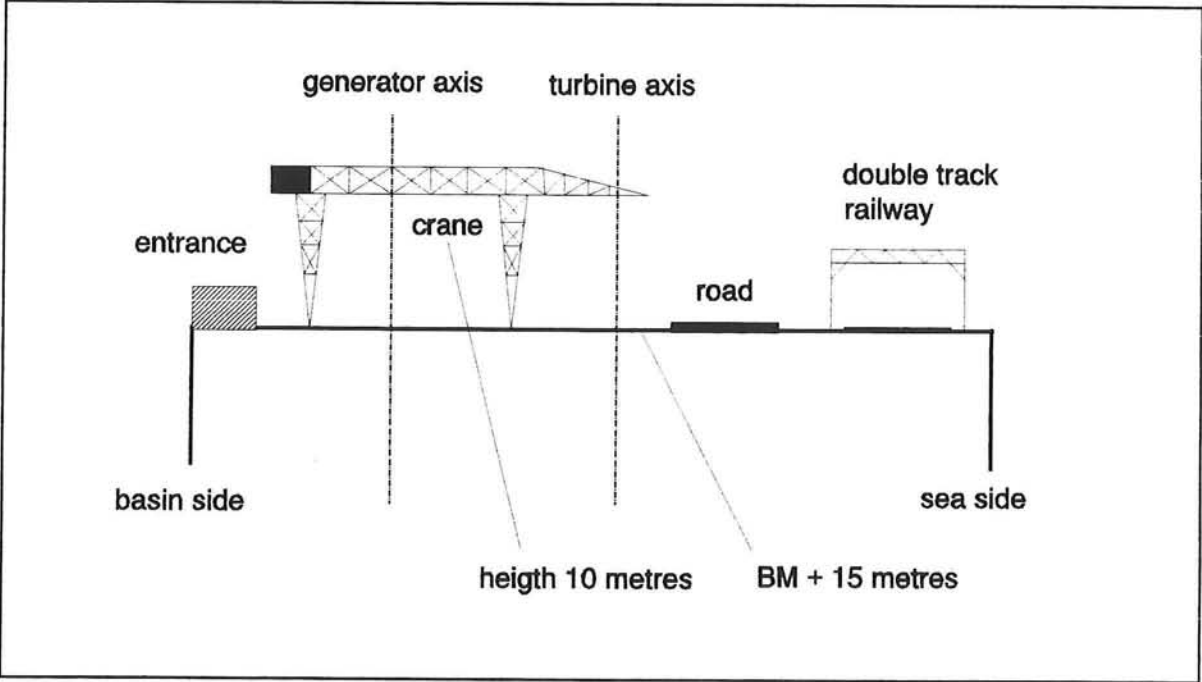 generator axis
turbine axis
double track
railway
crane
entrance
road
basin side
sea side
heigth 10 metres
BM + 15 metres